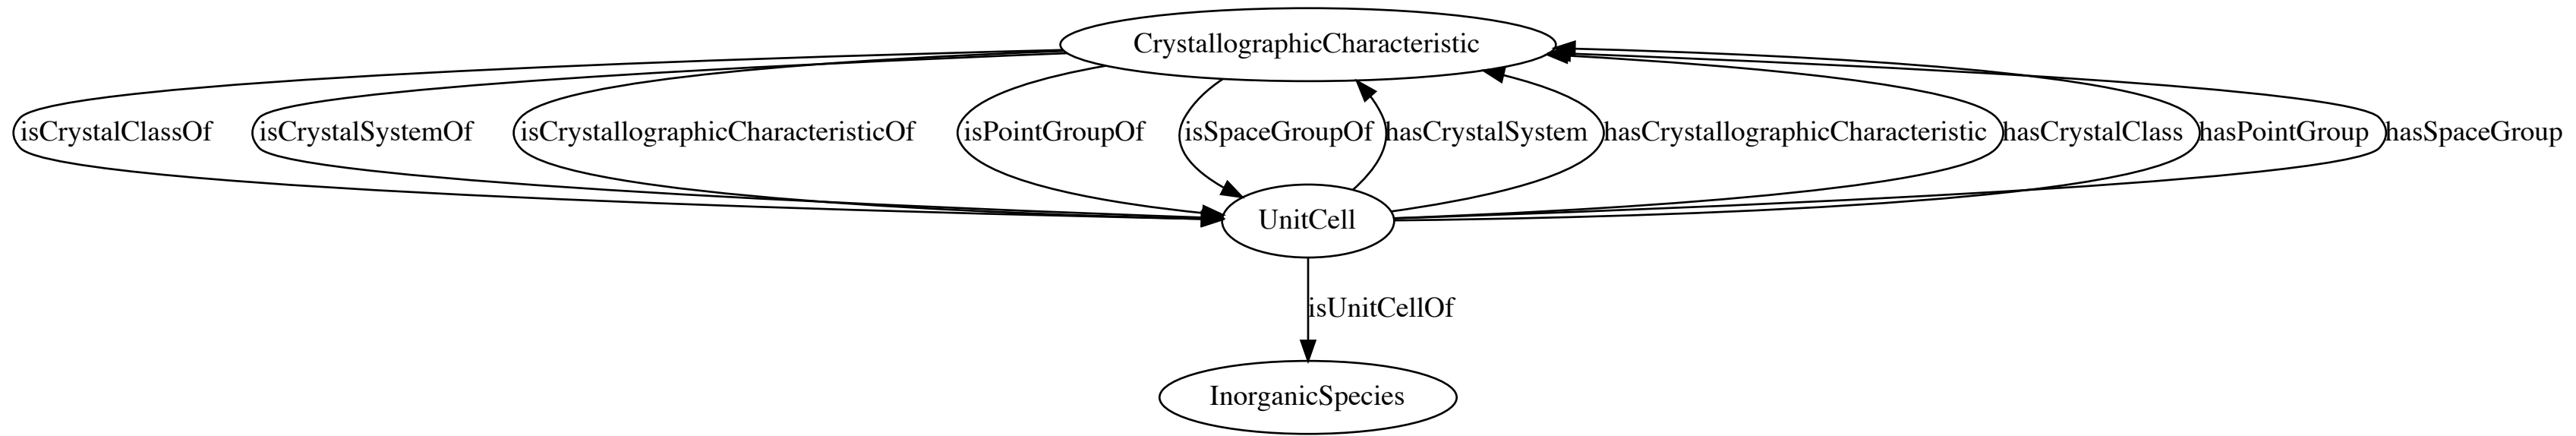 CrystallographicCharacteristic
isCrystalClassOf
isCrystalSystemOf
isCrystallographicCharacteristicOf
isPointGroupOf
isSpaceGroupOf
hasCrystalSystem
hasCrystallographicCharacteristic
hasCrystalClass
hasPointGroup
hasSpaceGroup
UnitCell
isUnitCellOf
InorganicSpecies